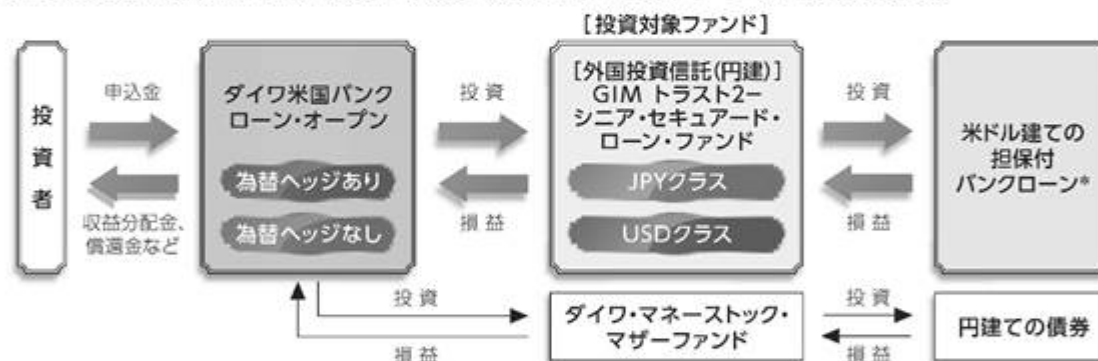 [投資対象ファンド]
投資者
申込金
収益分配金、
償還金など
ダイワ米国バンク
ローン・オープン
為替ヘッジあり
為替ヘッジなし
投資
損益
[外国投資信託(円建)]
GIM トラスト2−
シニア・セキュアード・
ローン・ファンド
JPYクラス
USDクラス
投資
損益
米ドル建ての
担保付
バンクローン*
投資
損益
ダイワ・マネーストック・
マザーファンド
投資
損益
円建ての債券